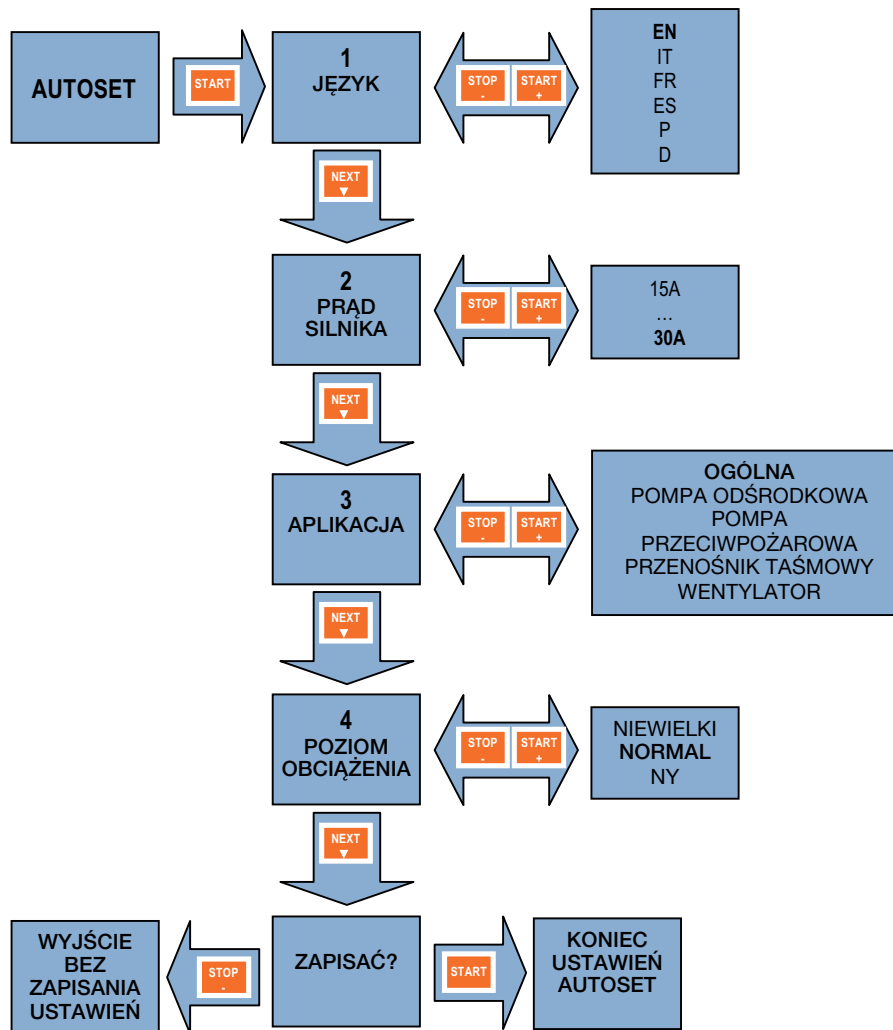 AUTOSET
START
1
JĘZYK
STOP
-
START
+
EN
IT
FR
ES
P
D
NEXT
▼
2
PRĄD
SILNIKA
STOP
-
START
+
15A
...
30A
NEXT
▼
3
APLIKACJA
STOP
-
START
+
OGÓLNA
POMPA ODŚRODKOWA
POMPA
PRZECIWPOŻAROWA
PRZENOŚNIK TAŚMOWY
WENTYLATOR
NEXT
▼
4
POZIOM
OBCIĄŻENIA
STOP
-
START
+
NIEWIELKI
NORMAL
NY
NEXT
▼
WYJŚCIE
BEZ
ZAPISANIA
USTAWIEŃ
STOP
-
ZAPISAĆ?
START
KONIEC
USTAWIEŃ
AUTOSET